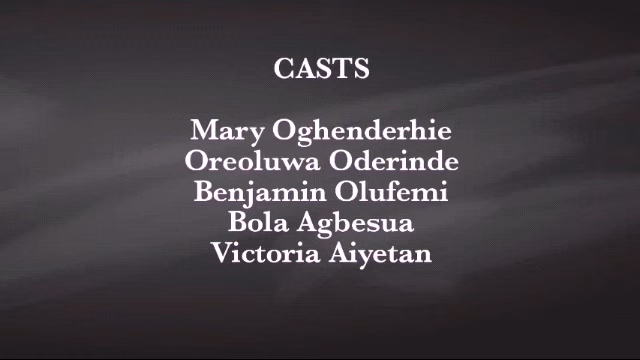 CASTS
Mary Oghenderhie
Oreoluwa Oderinde
Benjamin Olufemi
Bola Agbesua
Victoria Aiyetan